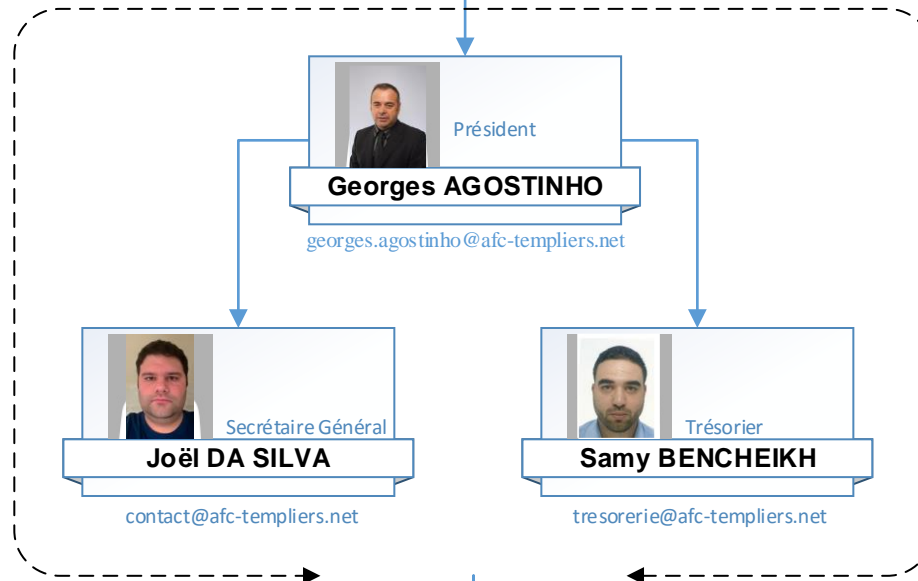 Président
Georges AGOSTINHO
georges.agostinho@afc-templiers.net
Secrétaire Général
Joël DA SILVA
contact@afc-templiers.net
Trésorier
Samy BENCHEIKH
tresorerie@afc-templiers.net